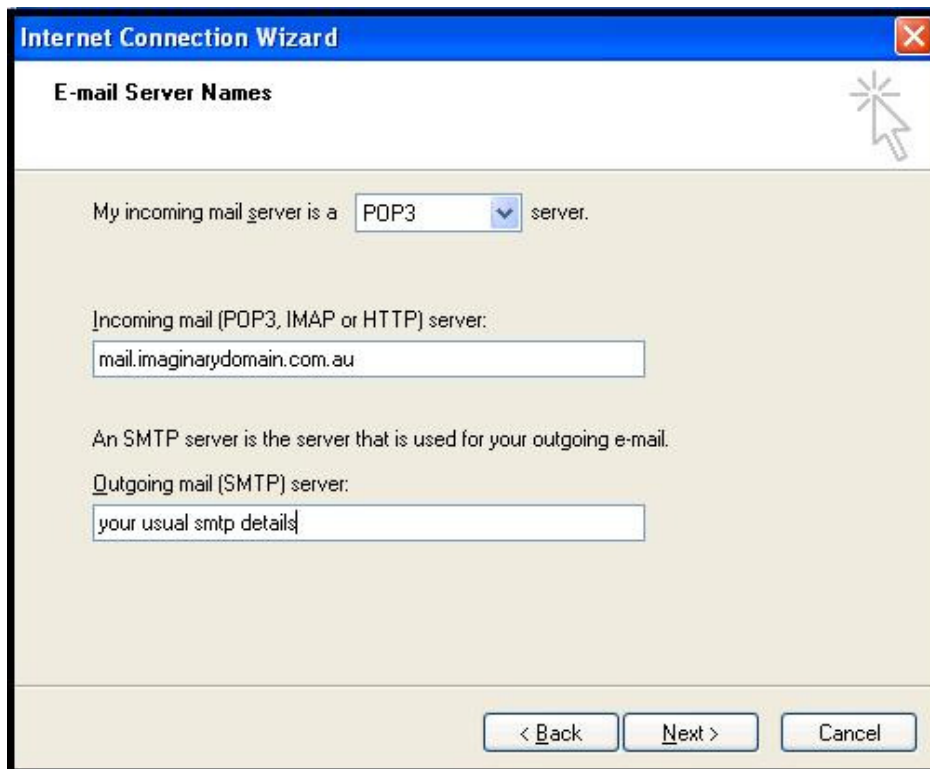 Internet Connection Wizard
E-mail Server Names
My incoming mail server is a POP3 server.
Incoming mail (POP3, IMAP or HTTP) server:
mail.imaginarydomain.com.au
An SMTP server is the server that is used for your outgoing e-mail.
Outgoing mail (SMTP) server:
your usual smtp details
< Back Next > Cancel